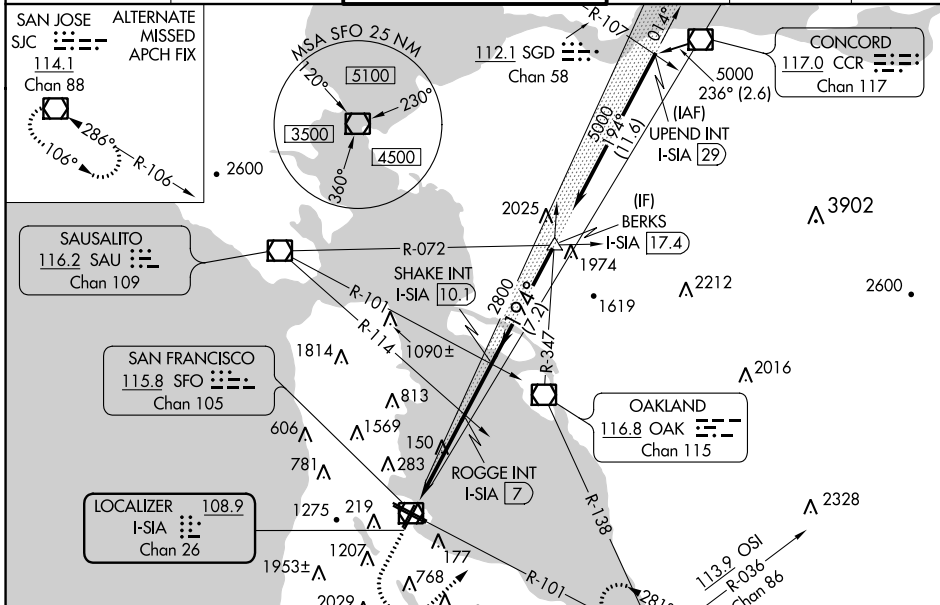 SAN JOSE
SJC
114.1
Chan 88
ALTERNATE
MISSED
APCH FIX
286°
106°
R-106
2600
MSA SFO 25 NM
120°
5100
230°
3500
4500
360°
R-107
112.1 SGD
Chan 58
014°
CONCORD
117.0 CCR
Chan 117
5000
236° (2.6)
(IAF)
UPEND INT
I-SIA 29
5000
194°
(11.6)
2025
(IF)
BERKS
I-SIA 17.4
1974
3902
SAUSALITO
116.2 SAU
Chan 109
R-072
SHAKE INT
I-SIA 10.1
2800
194°
(7.2)
1619
2212
2600
R-101
R-114
1090±
R-347
1814
SAN FRANCISCO
115.8 SFO
Chan 105
813
2016
OAKLAND
116.8 OAK
Chan 115
606
1569
150
781
283
ROGGE INT
I-SIA 7
LOCALIZER 108.9
I-SIA
Chan 26
1275
219
R-138
2328
1207
177
1953±
768
2029
R-101
281°
113.9 OSI
R-036
Chan 86